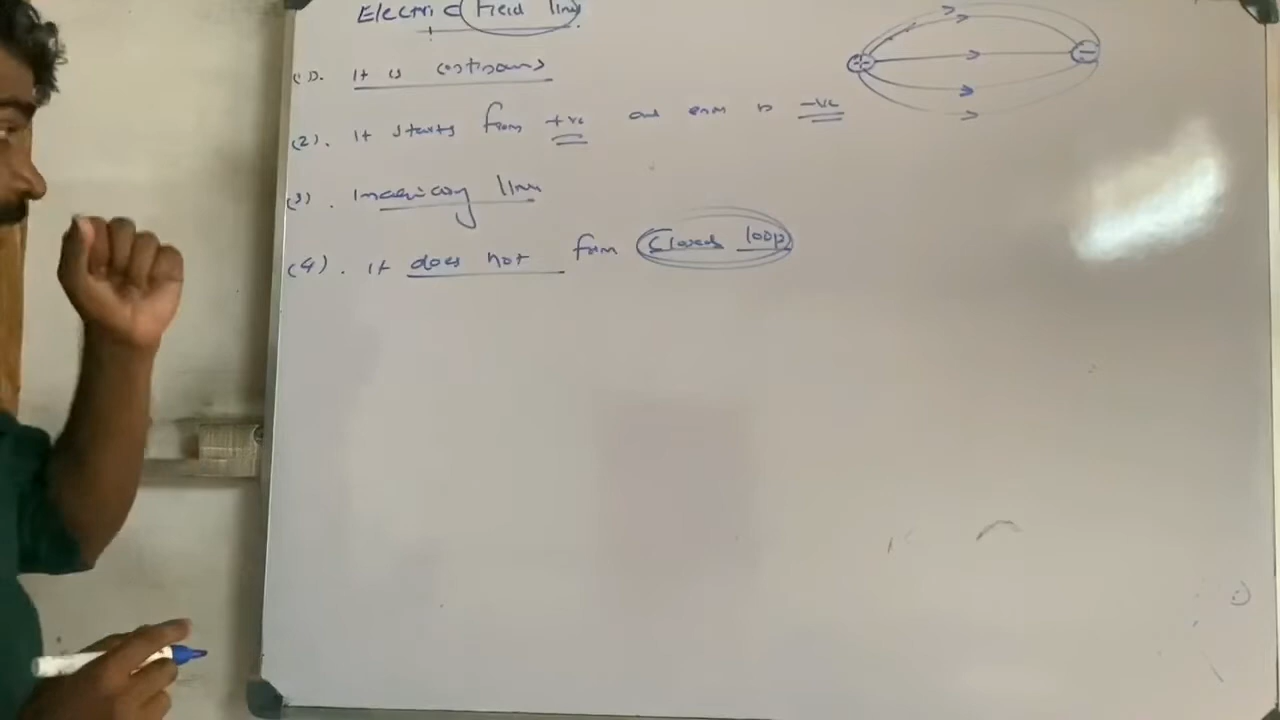 Electric Field line
(1). It is continuous
(2). It starts from +ve and ends to -ve
(3). Imaginary line
(4). It does not form closed loop
+
-